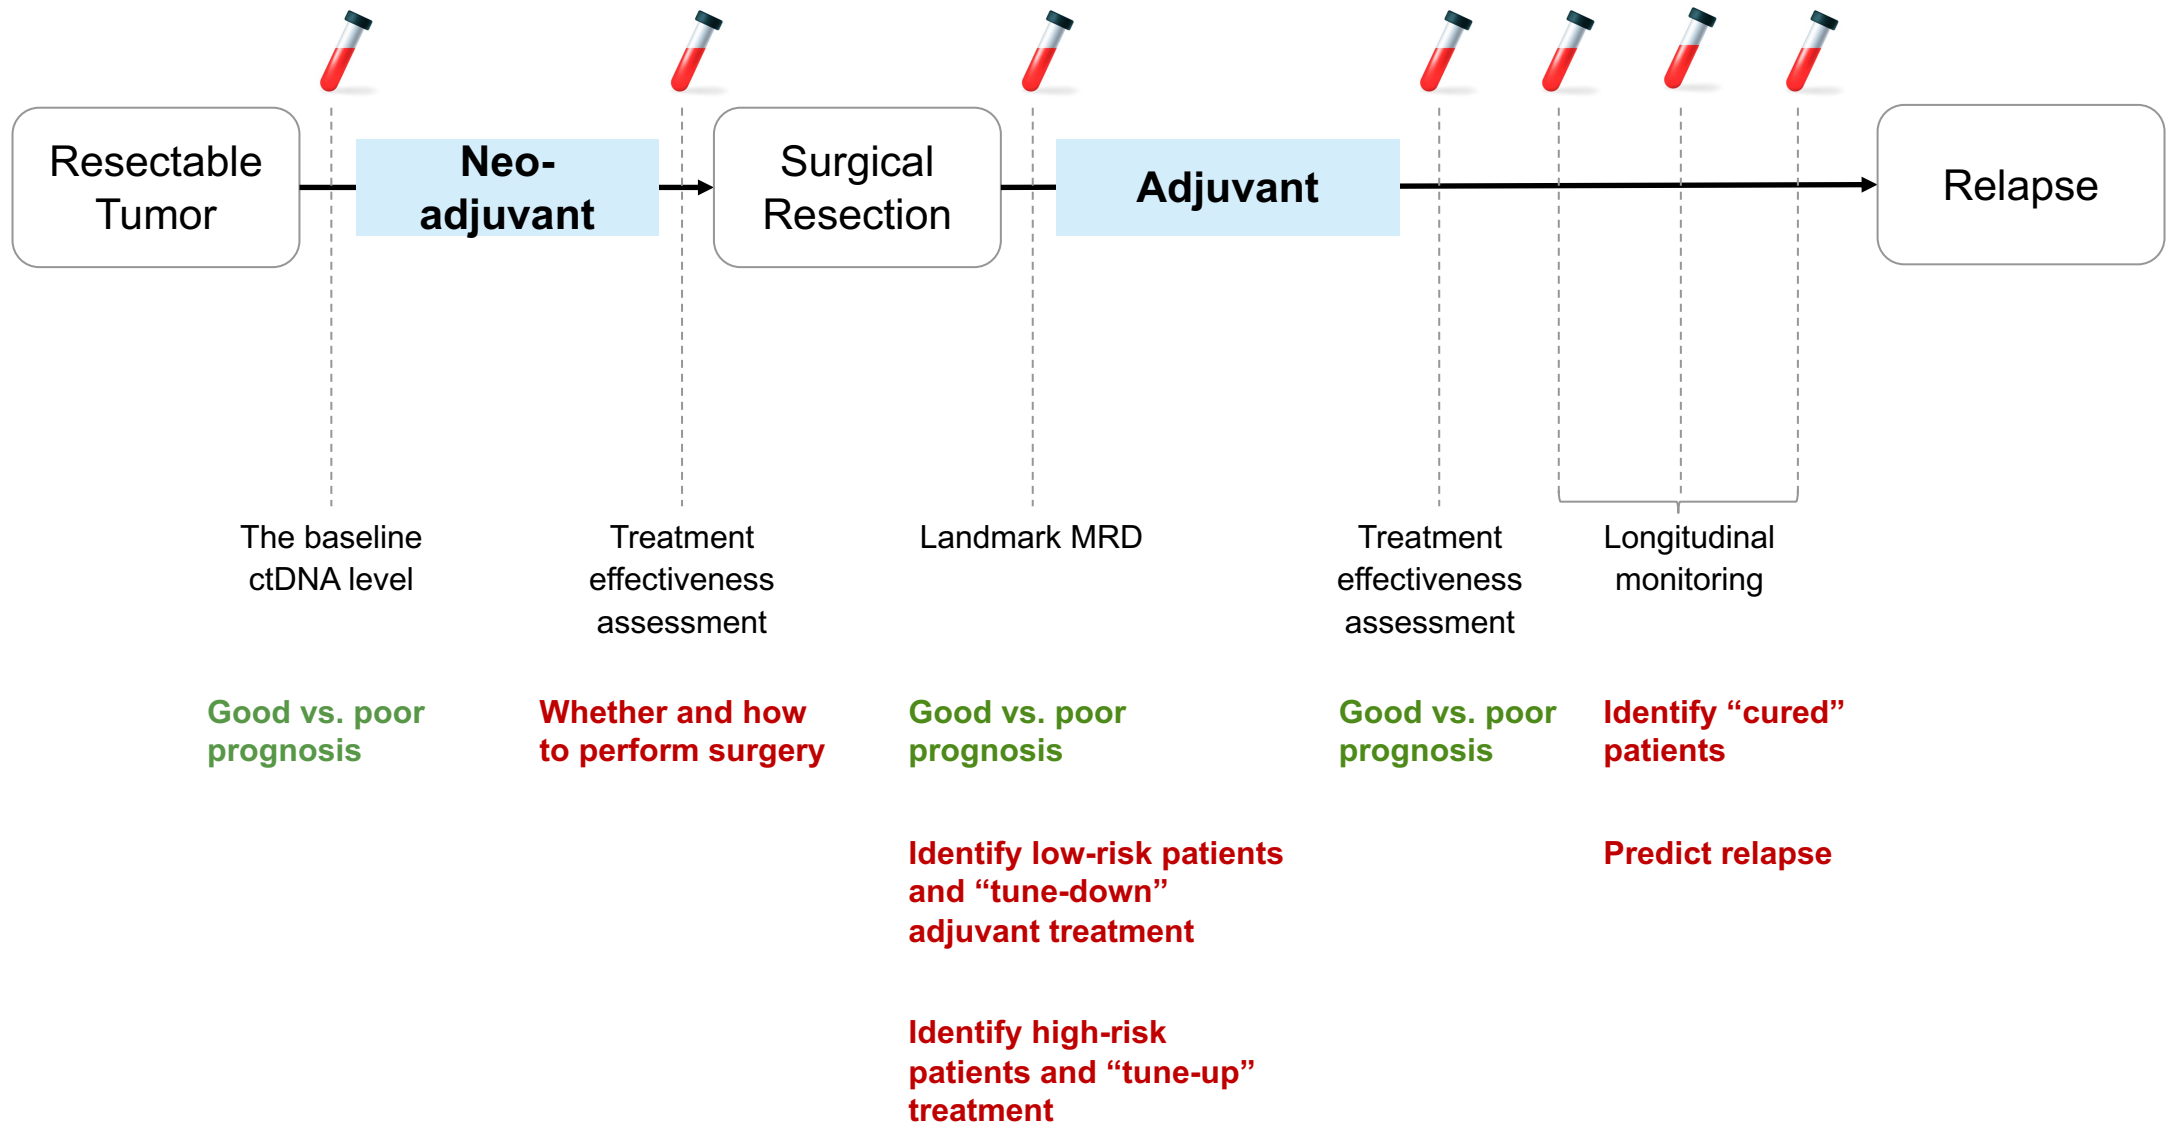 Resectable
Tumor
Neo-
adjuvant
Surgical
Resection
Adjuvant
Relapse
The baseline
ctDNA level
Treatment
effectiveness
assessment
Landmark MRD
Treatment
effectiveness
assessment
Longitudinal
monitoring
Good vs. poor
prognosis
Whether and how
to perform surgery
Good vs. poor
prognosis
Identify low-risk patients
and “tune-down”
adjuvant treatment
Identify high-risk
patients and “tune-up”
treatment
Good vs. poor
prognosis
Identify “cured”
patients
Predict relapse